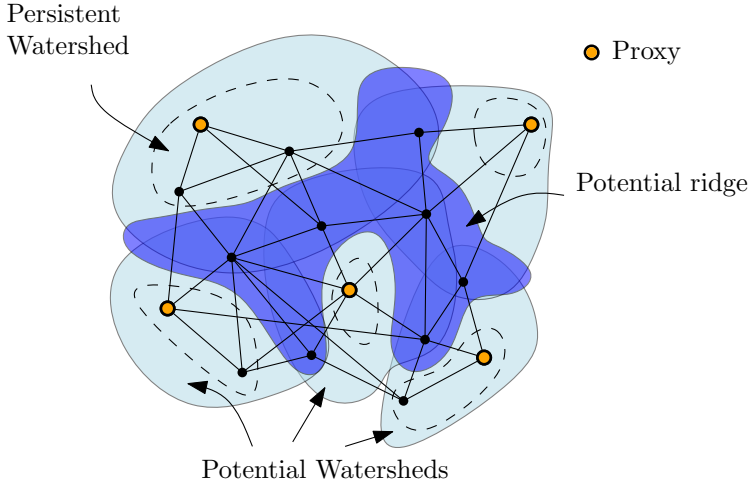 Persistent
Watershed
Proxy
Potential ridge
Potential Watersheds